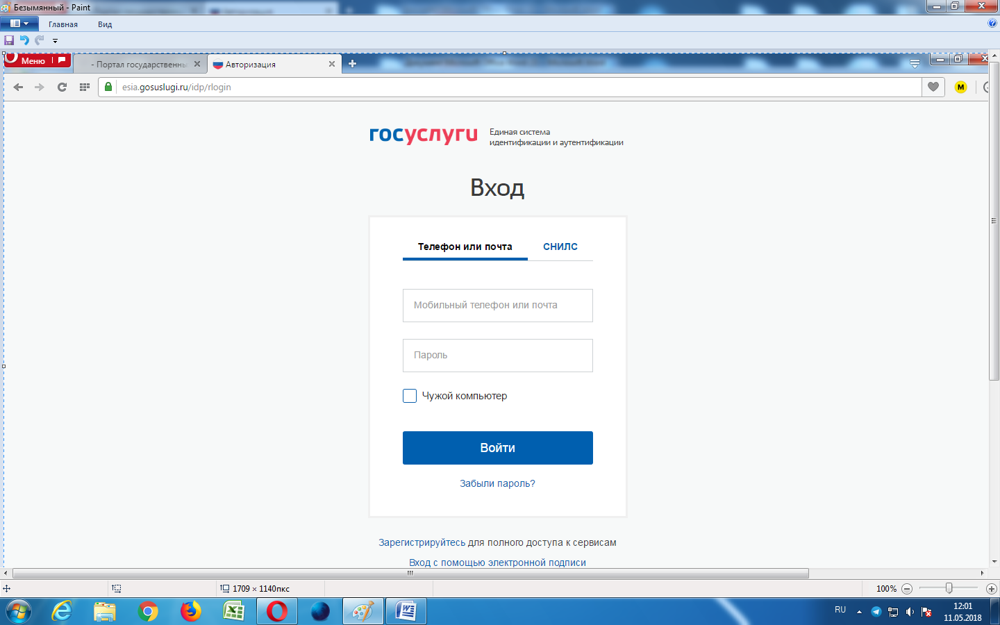 Безымянный - Paint
Главная Вид
Меню - Портал государственны Авторизация
esia.gosuslugi.ru/idp/rlogin
госуслуги
Единая система
идентификации и аутентификации
Вход
Телефон или почта СНИЛС
Мобильный телефон или почта
Пароль
Чужой компьютер
Войти
Забыли пароль?
Зарегистрируйтесь для полного доступа к сервисам
Вход с помощью электронной подписи
1709 × 1140пкс 100%
RU 12:01
11.05.2018